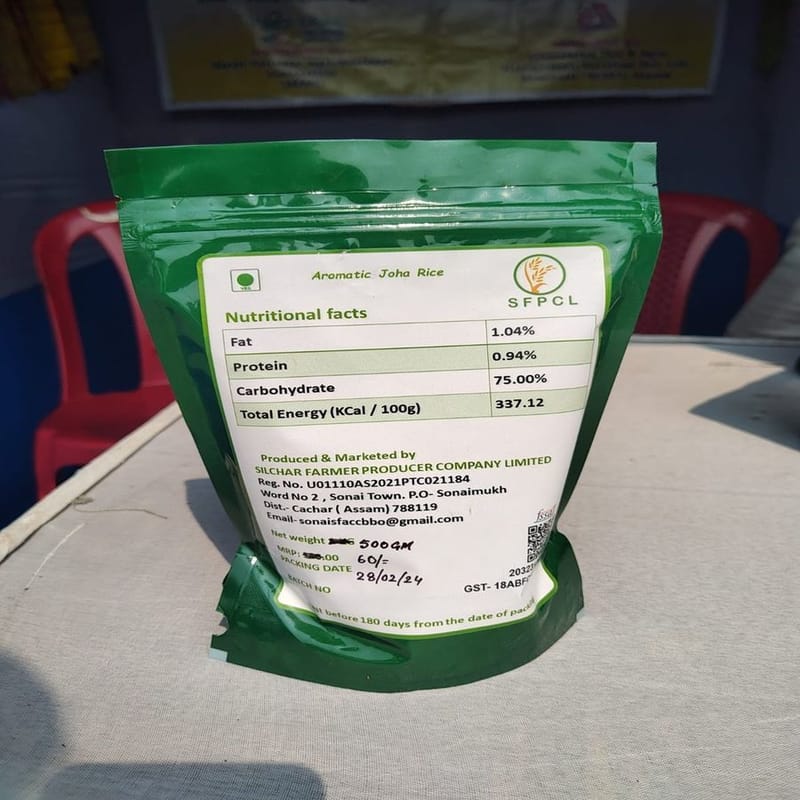 Aromatic Joha Rice
VEG
SFPCL
Nutritional facts
Fat 1.04%
Protein 0.94%
Carbohydrate 75.00%
Total Energy (KCal / 100g) 337.12
Produced & Marketed by
SILCHAR FARMER PRODUCER COMPANY LIMITED
Reg. No. U01110AS2021PTC021184
Word No 2 , Sonai Town. P.O- Sonaimukh
Dist.- Cachar ( Assam) 788119
Email- sonaisfaccbbo@gmail.com
fssai
Net weight 500GM
MRP: .00 60/=
PACKING DATE 28/02/24
BATCH NO
GST- 18ABF
before 180 days from the date of